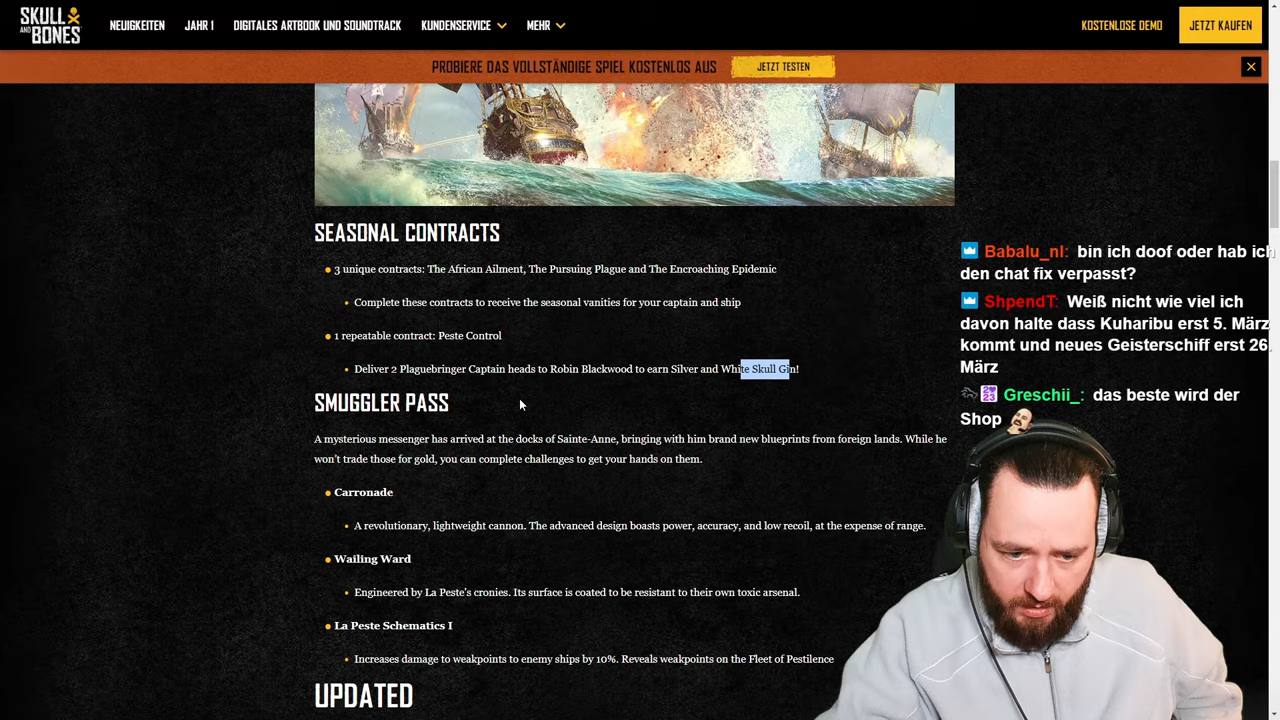 SKULL AND BONES
NEUIGKEITEN JAHR 1 DIGITALES ARTBOOK UND SOUNDTRACK KUNDENSERVICE MEHR KOSTENLOSE DEMO JETZT KAUFEN
PROBIERE DAS VOLLSTÄNDIGE SPIEL KOSTENLOS AUS JETZT TESTEN
SEASONAL CONTRACTS
3 unique contracts: The African Ailment, The Pursuing Plague and The Encroaching Epidemic
Complete these contracts to receive the seasonal vanities for your captain and ship
1 repeatable contract: Peste Control
Deliver 2 Plaguebringer Captain heads to Robin Blackwood to earn Silver and White Skull Gin!
SMUGGLER PASS
A mysterious messenger has arrived at the docks of Sainte-Anne, bringing with him brand new blueprints from foreign lands. While he
won't trade those for gold, you can complete challenges to get your hands on them.
Carronade
A revolutionary, lightweight cannon. The advanced design boasts power, accuracy, and low recoil, at the expense of range.
Wailing Ward
Engineered by La Peste's cronies. Its surface is coated to be resistant to their own toxic arsenal.
La Peste Schematics I
Increases damage to weakpoints to enemy ships by 10%. Reveals weakpoints on the Fleet of Pestilence
UPDATED
Babalu_nl: bin ich doof oder hab ich
den chat fix verpasst?
ShpendT: Weiß nicht wie viel ich
davon halte dass Kuharibu erst 5. März
kommt und neues Geisterschiff erst 26.
März
Greschii_: das beste wird der
Shop